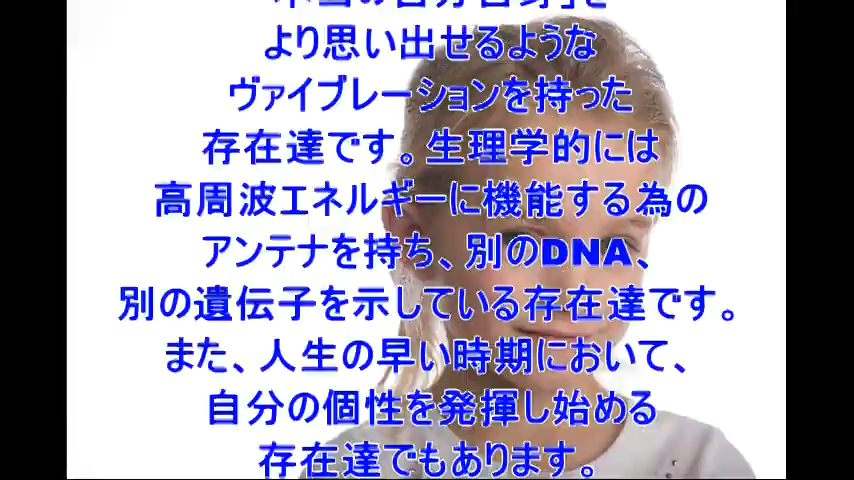 より思い出せるような
ヴァイブレーションを持った
存在達です。生理学的には
高周波エネルギーに機能する為の
アンテナを持ち、別のDNA、
別の遺伝子を示している存在達です。
また、人生の早い時期において、
自分の個性を発揮し始める
存在達でもあります。